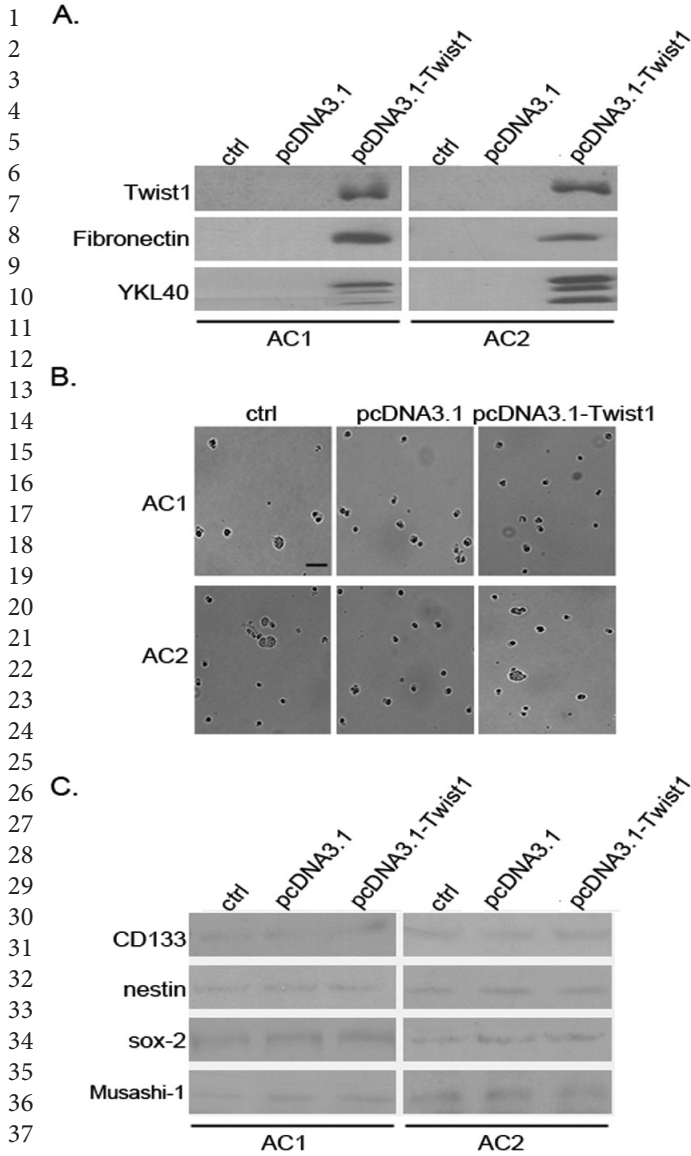 1
2
3
4
5
6
7
8
9
10
11
12
13
14
15
16
17
18
19
20
21
22
23
24
25
26
27
28
29
30
31
32
33
34
35
36
37
A.
ctrl pcDNA3.1 pcDNA3.1-Twist1 ctrl pcDNA3.1 pcDNA3.1-Twist1
Twist1
Fibronectin
YKL40
AC1 AC2
B.
ctrl pcDNA3.1 pcDNA3.1-Twist1
AC1
AC2
C.
ctrl pcDNA3.1 pcDNA3.1-Twist1 ctrl pcDNA3.1 pcDNA3.1-Twist1
CD133
nestin
sox-2
Musashi-1
AC1 AC2